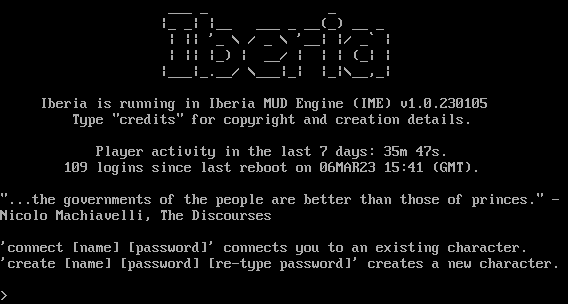 Iberia
Iberia is running in Iberia MUD Engine (IME) v1.0.230105
Type "credits" for copyright and creation details.
Player activity in the last 7 days: 35m 47s.
109 logins since last reboot on 06MAR23 15:41 (GMT).
"...the governments of the people are better than those of princes." -
Nicolo Machiavelli, The Discourses
'connect [name] [password]' connects you to an existing character.
'create [name] [password] [re-type password]' creates a new character.
>